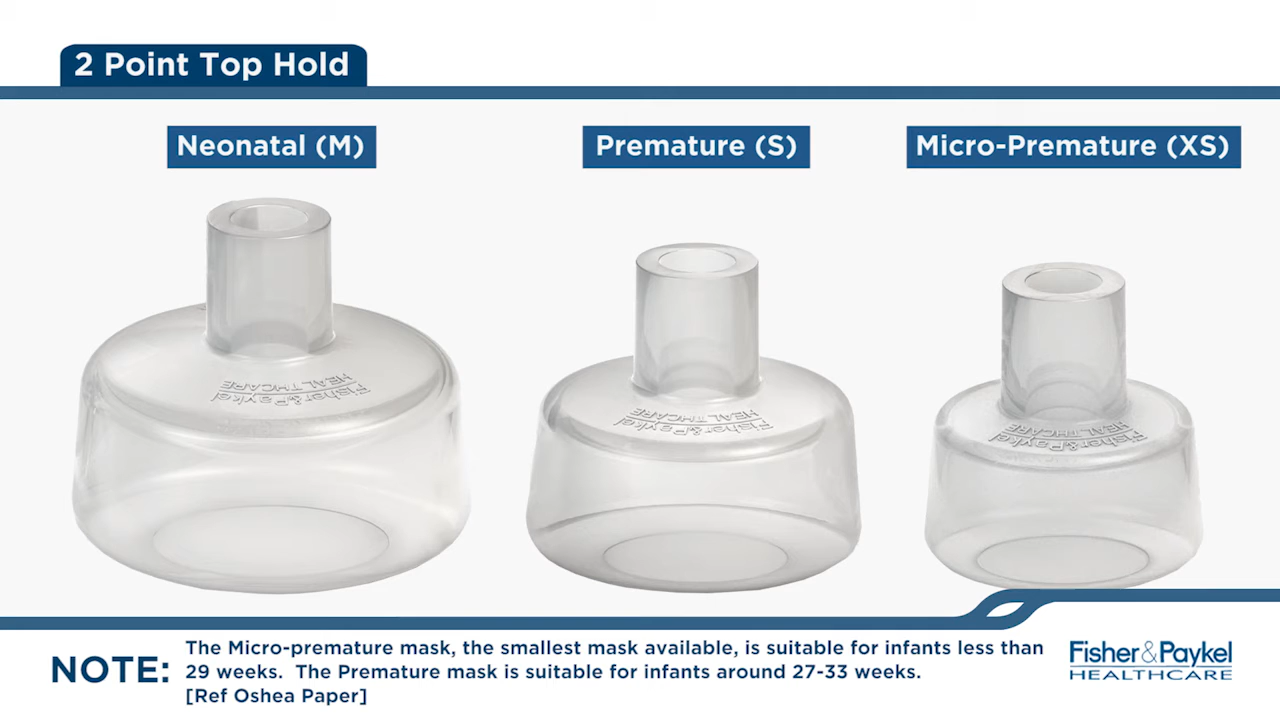 2 Point Top Hold
Neonatal (M)
Premature (S)
Micro-Premature (XS)
Fisher&Paykel
HEALTHCARE
Fisher&Paykel
HEALTHCARE
Fisher&Paykel
HEALTHCARE
NOTE:
The Micro-premature mask, the smallest mask available, is suitable for infants less than
29 weeks. The Premature mask is suitable for infants around 27-33 weeks.
[Ref Oshea Paper]
Fisher&Paykel
HEALTHCARE